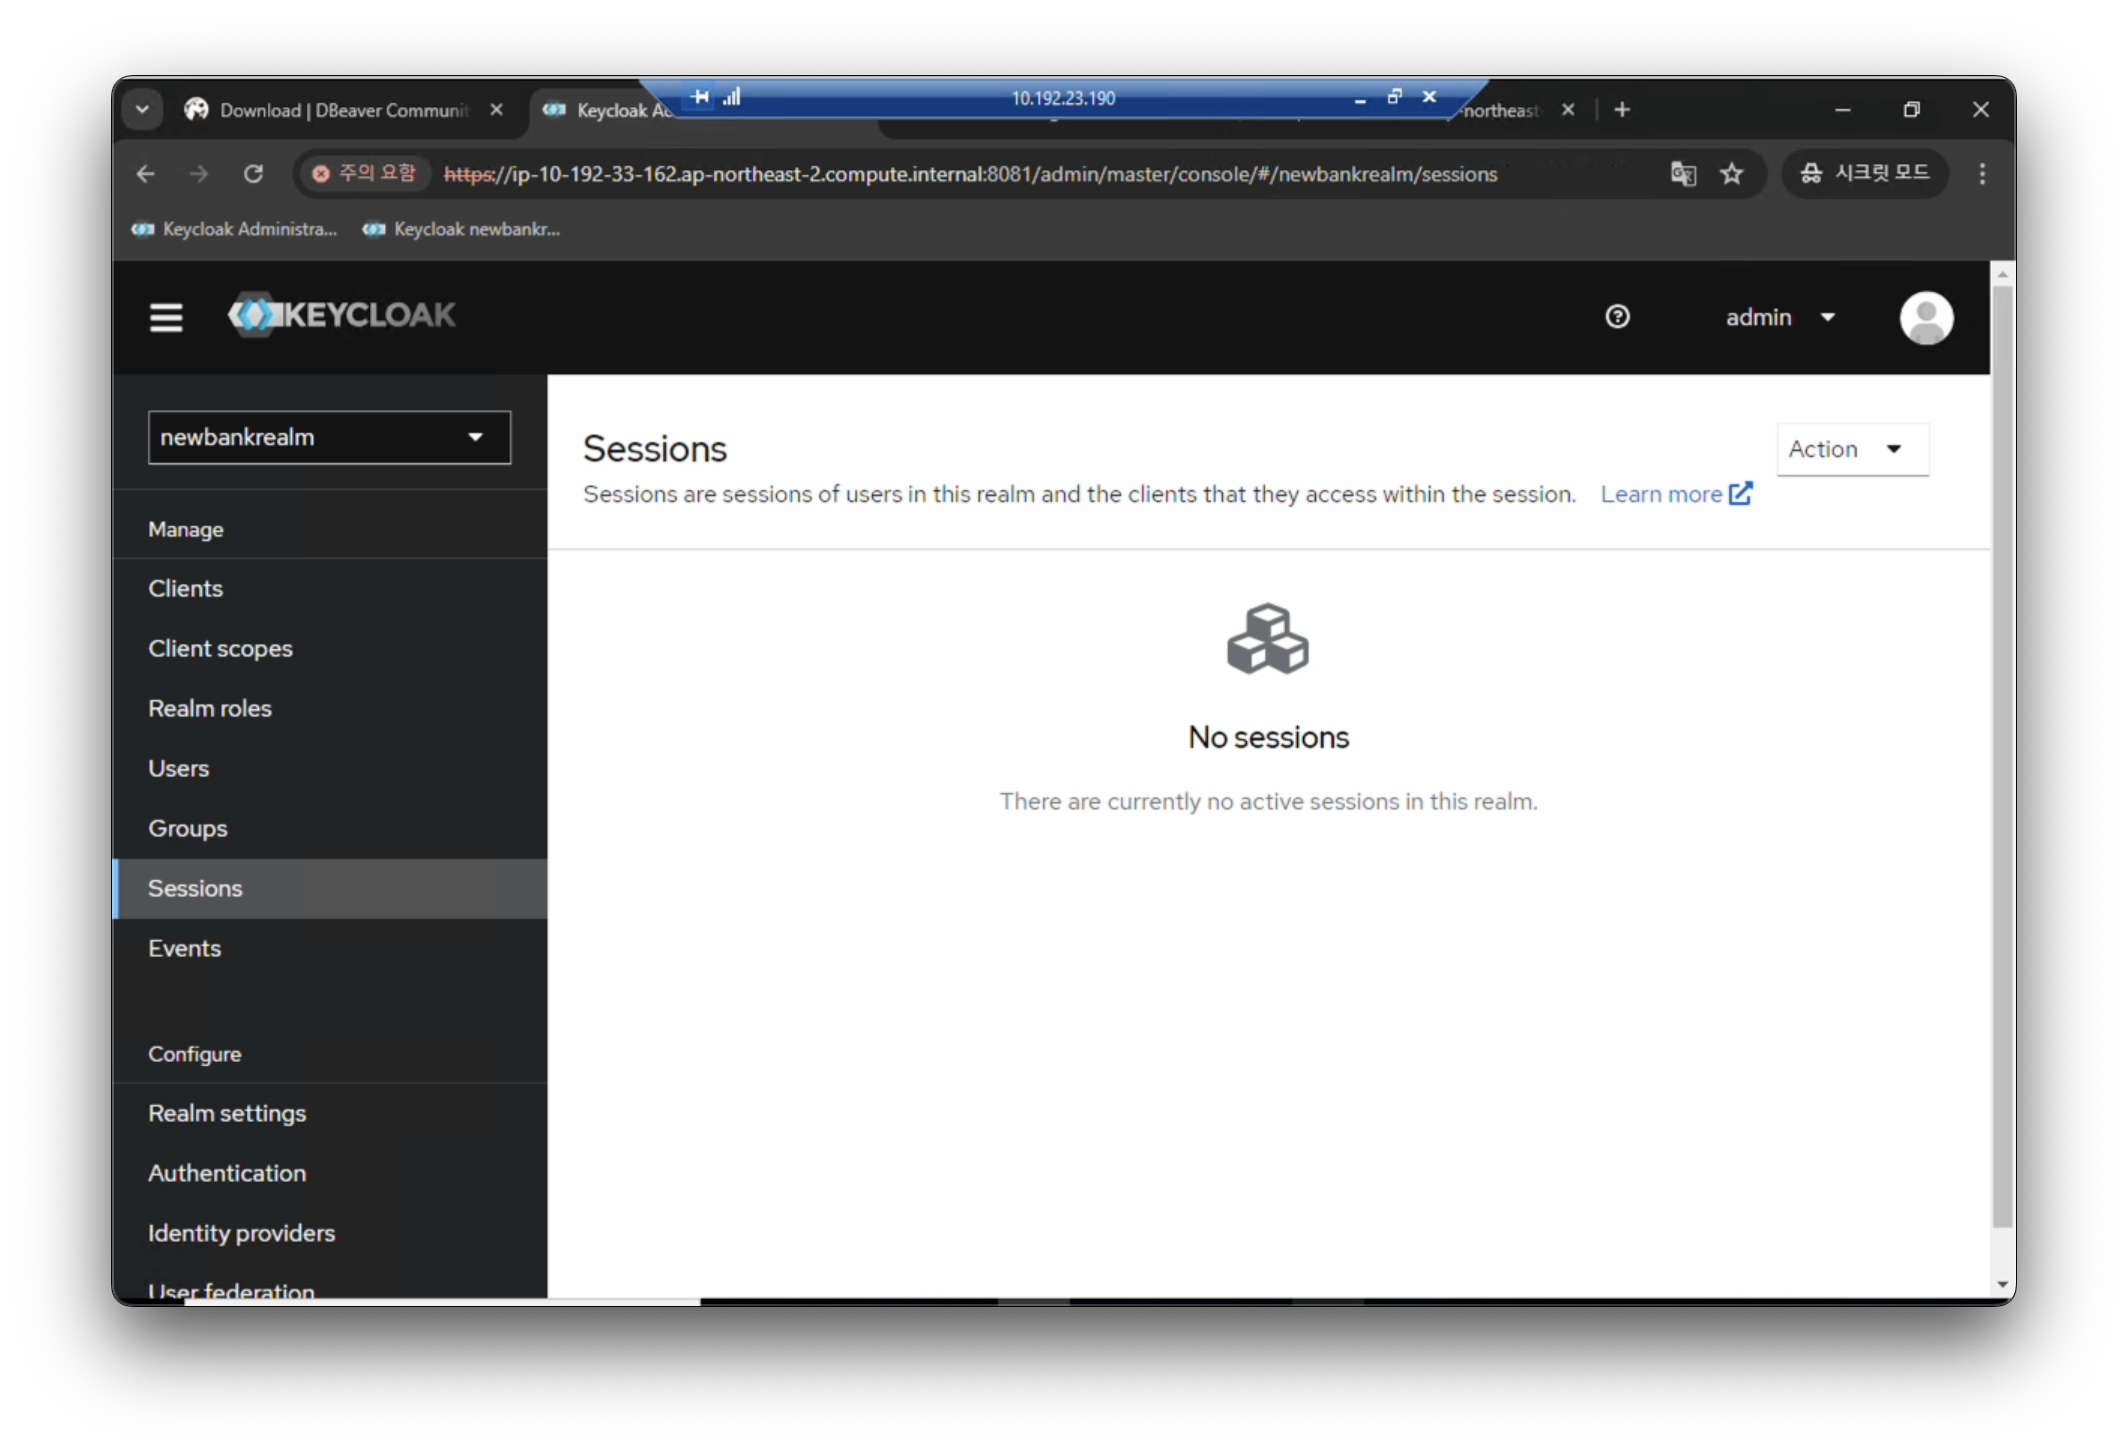 Download | DBeaver Communit
Keycloak Ad
10.192.23.190
-northeast-
주의 요함
https://ip-10-192-33-162.ap-northeast-2.compute.internal:8081/admin/master/console/#/newbankrealm/sessions
시크릿 모드
Keycloak Administra...
Keycloak newbankr...
KEYCLOAK
admin
newbankrealm
Manage
Clients
Client scopes
Realm roles
Users
Groups
Sessions
Events
Configure
Realm settings
Authentication
Identity providers
User federation
Sessions
Action
Sessions are sessions of users in this realm and the clients that they access within the session. Learn more
No sessions
There are currently no active sessions in this realm.